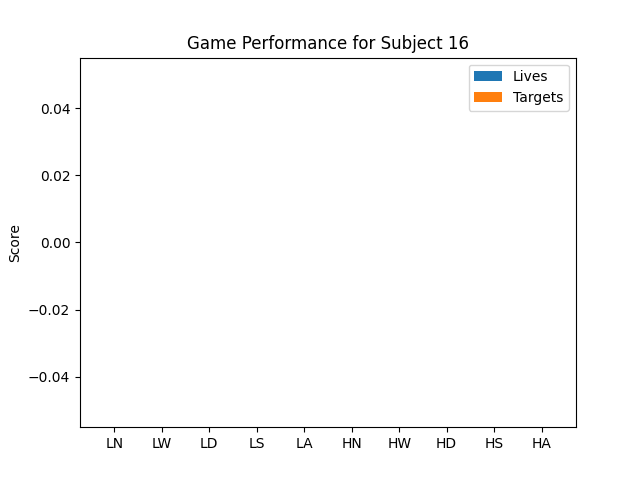 Game Performance for Subject 16
Lives
Targets
0.04
0.02
0.00
−0.02
−0.04
Score
LN LW LD LS LA HN HW HD HS HA